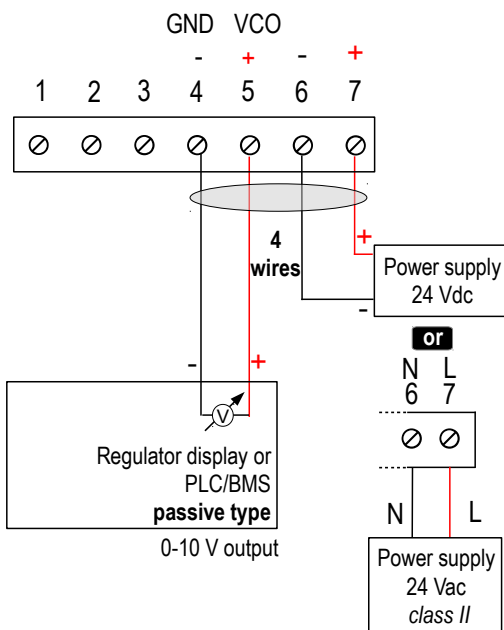 GND VCO
- + - +
1 2 3 4 5 6 7
4
wires
+
-
Power supply
24 Vdc
or
N L
6 7
- +
V
Regulator display or
PLC/BMS
passive type
0-10 V output
N L
Power supply
24 Vac
class II